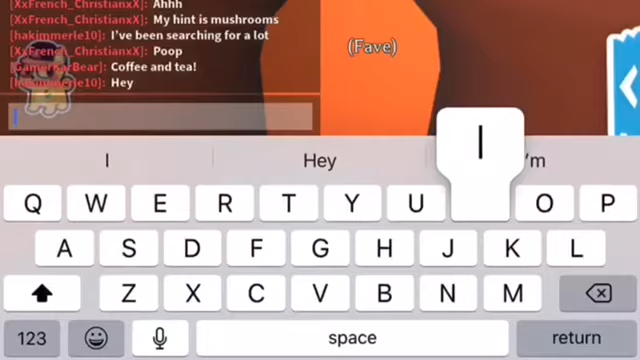 [XxFrench_ChristianxX]: Ahhh
[XxFrench_ChristianxX]: My hint is mushrooms
[hakimmerle10]: I've been searching for a lot
[XxFrench_ChristianxX]: Poop
Coffee and tea!
Hey
(Fave)
I Hey I'm
I
Q W E R T Y U O P
A S D F G H J K L
Z X C V B N M
123 space return